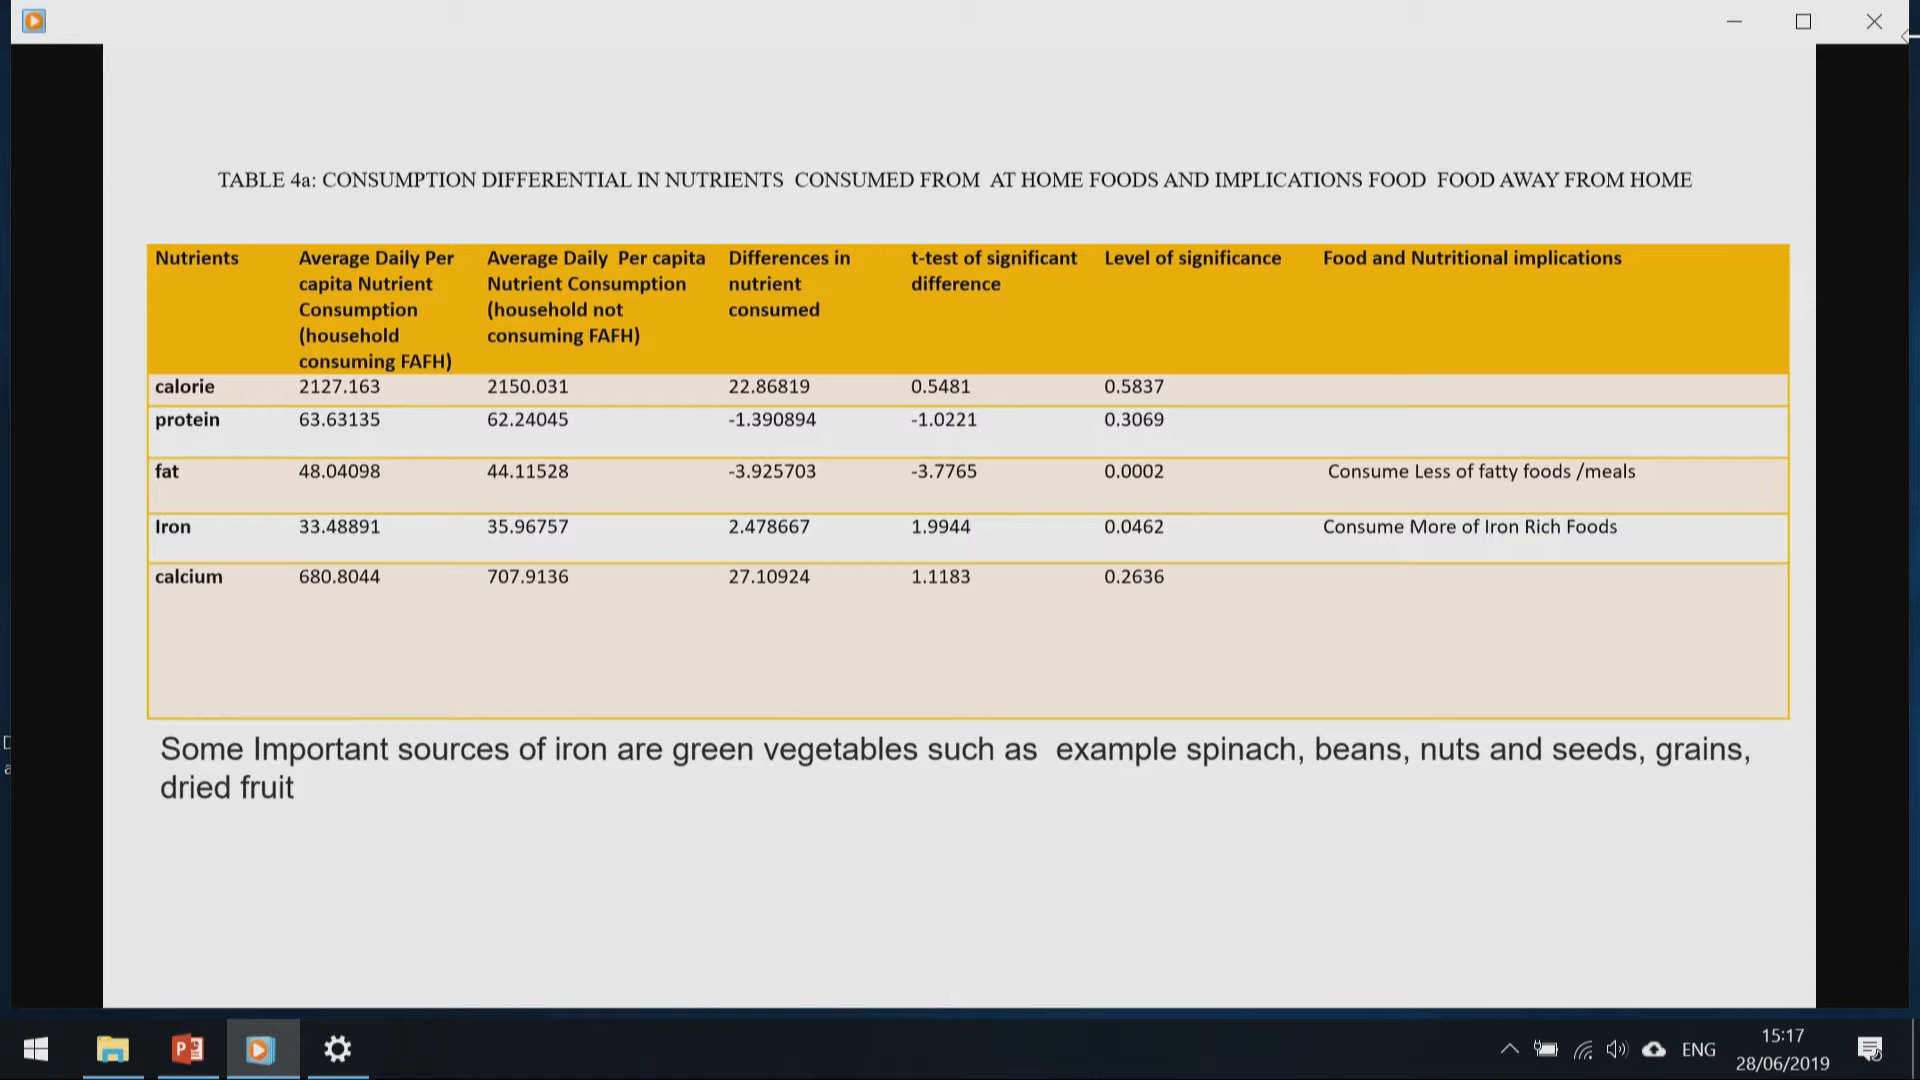 TABLE 4a: CONSUMPTION DIFFERENTIAL IN NUTRIENTS CONSUMED FROM AT HOME FOODS AND IMPLICATIONS FOOD FOOD AWAY FROM HOME
Nutrients
Average Daily Per
capita Nutrient
Consumption
(household
consuming FAFH)
Average Daily Per capita
Nutrient Consumption
(household not
consuming FAFH)
Differences in
nutrient
consumed
t-test of significant
difference
Level of significance
Food and Nutritional implications
calorie 2127.163 2150.031 22.86819 0.5481 0.5837
protein 63.63135 62.24045 -1.390894 -1.0221 0.3069
fat 48.04098 44.11528 -3.925703 -3.7765 0.0002 Consume Less of fatty foods /meals
Iron 33.48891 35.96757 2.478667 1.9944 0.0462 Consume More of Iron Rich Foods
calcium 680.8044 707.9136 27.10924 1.1183 0.2636
Some Important sources of iron are green vegetables such as example spinach, beans, nuts and seeds, grains,
dried fruit
ENG
15:17
28/06/2019